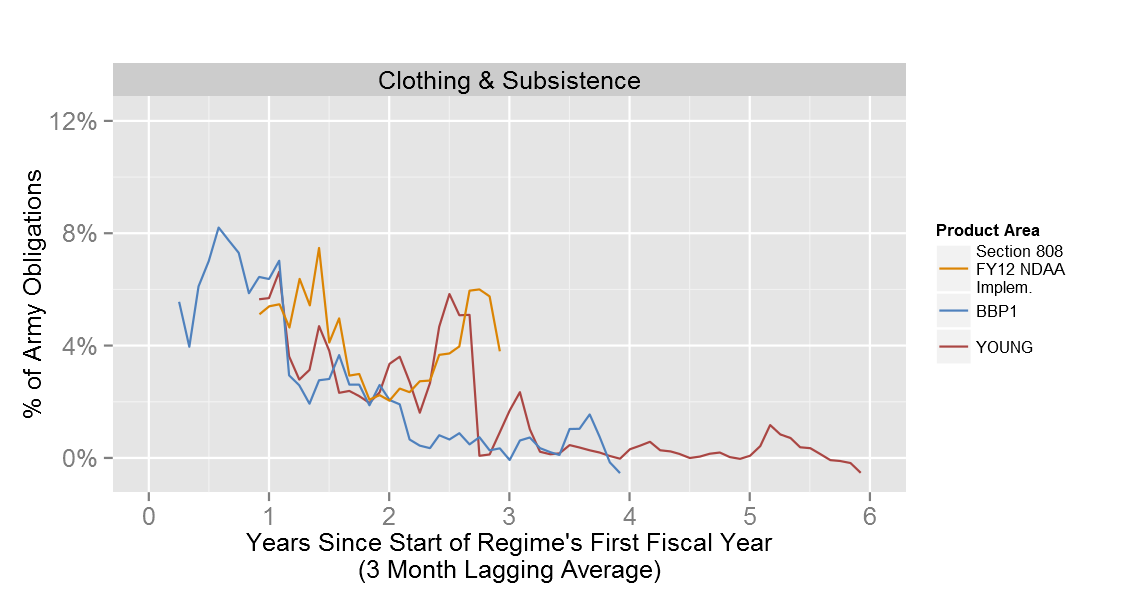 Clothing & Subsistence
12%
8%
4%
0%
% of Army Obligations
0 1 2 3 4 5 6
Years Since Start of Regime's First Fiscal Year
(3 Month Lagging Average)
Product Area
Section 808
FY12 NDAA
Implem.
BBP1
YOUNG